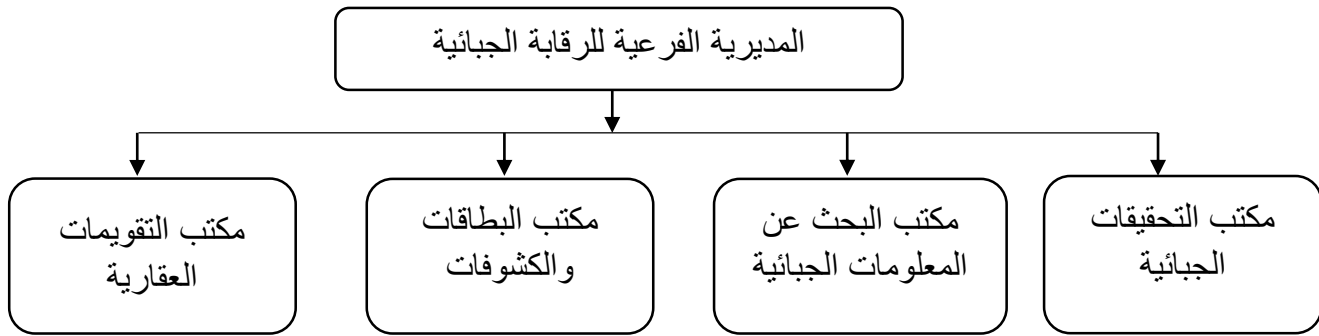 المديرية الفرعية للرقابة الجبائية
مكتب التحقيقات
الجبائية
مكتب البحث عن
المعلومات الجبائية
مكتب البطاقات
والكشوفات
مكتب التقويمات
العقارية